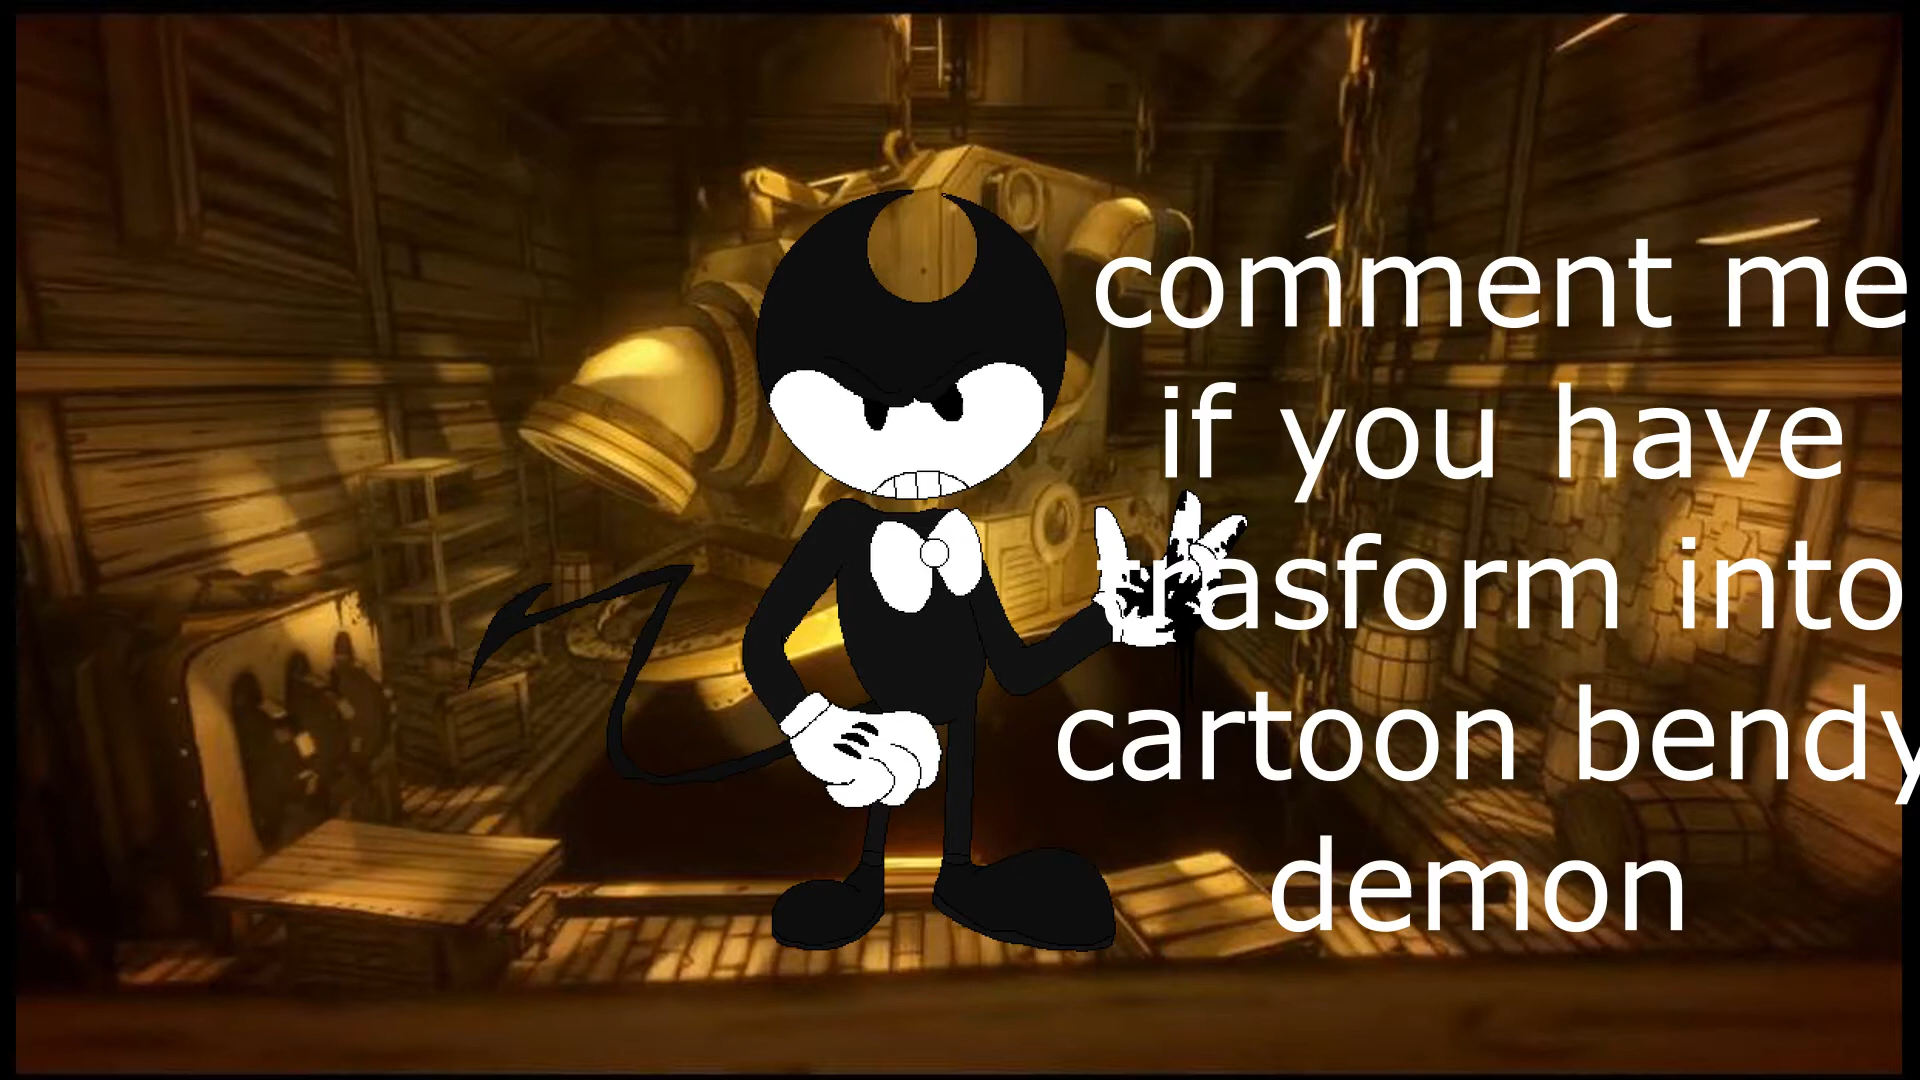 comment me
if you have
trasform into
cartoon bendy
demon